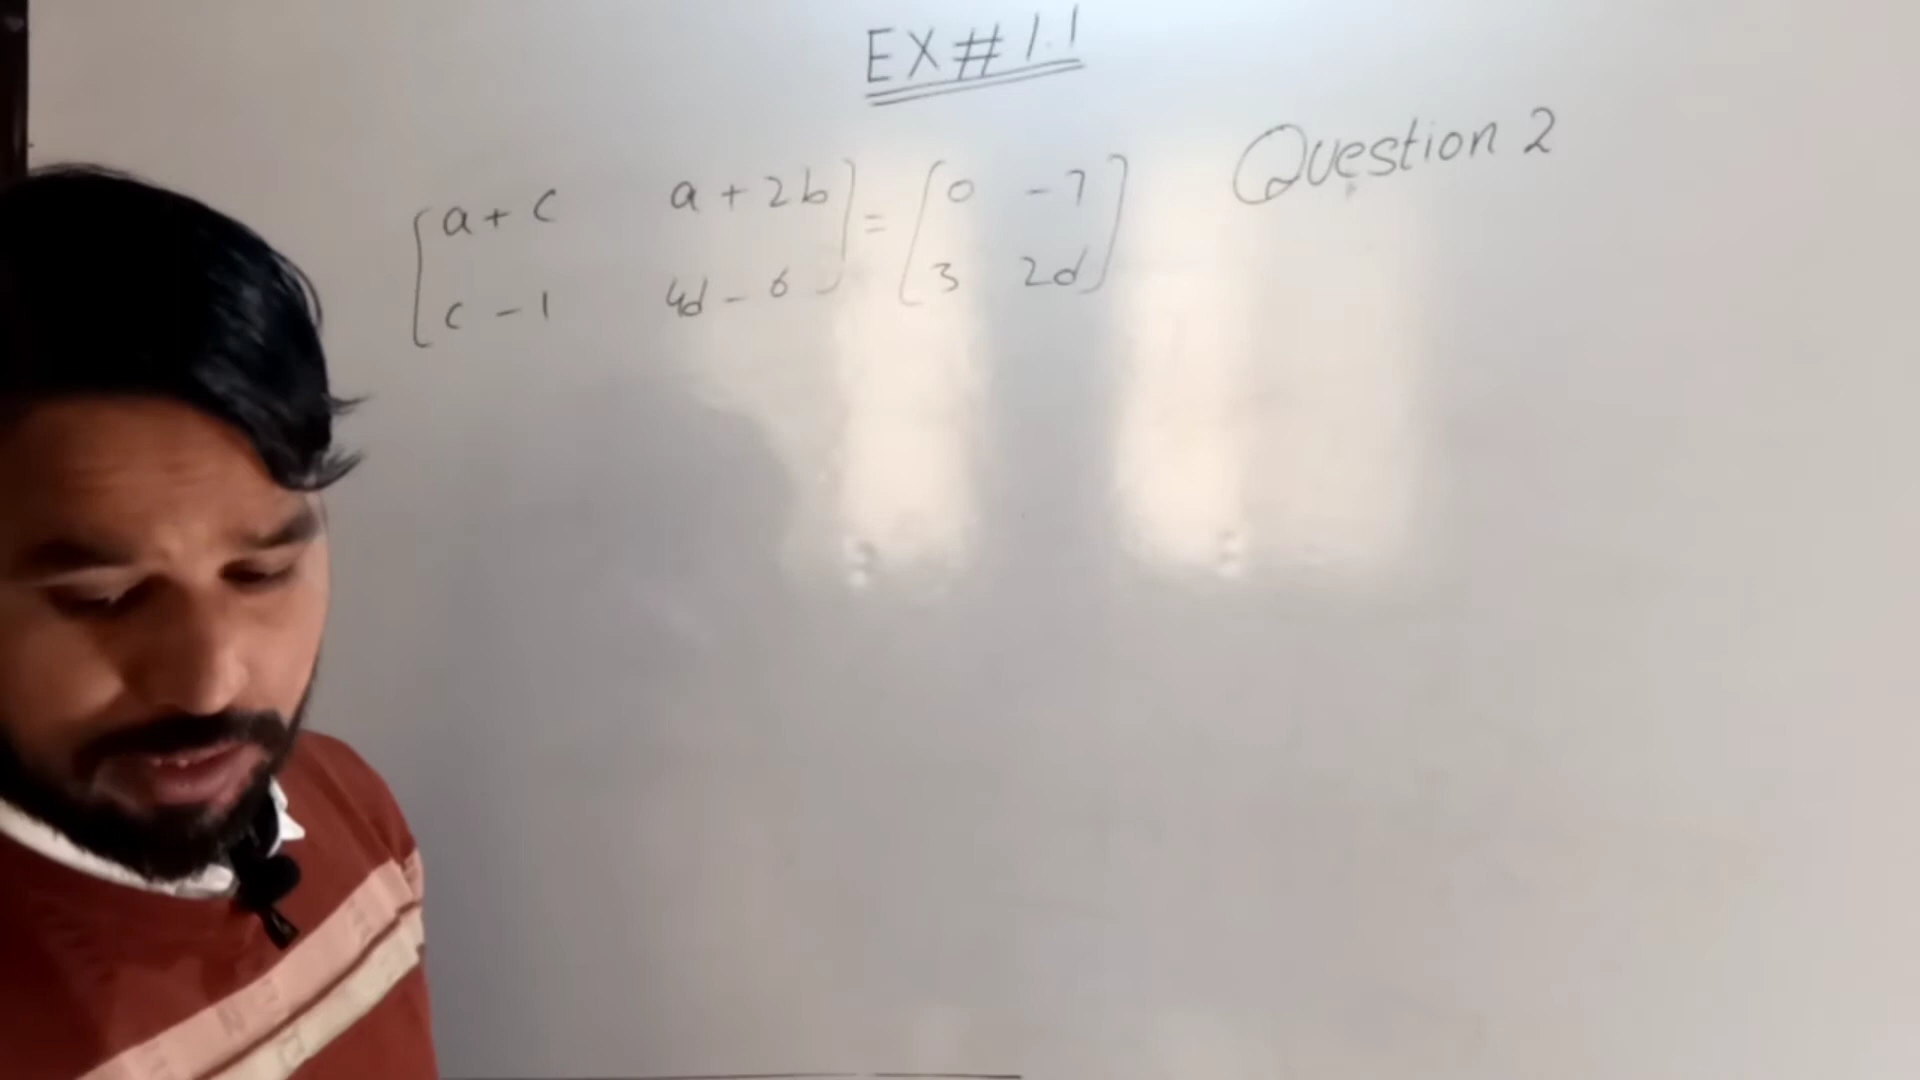 EX # 1.1
Question 2
[a + c a + 2b] = [0 -7]
[c - 1 4d - 6] [3 2d]